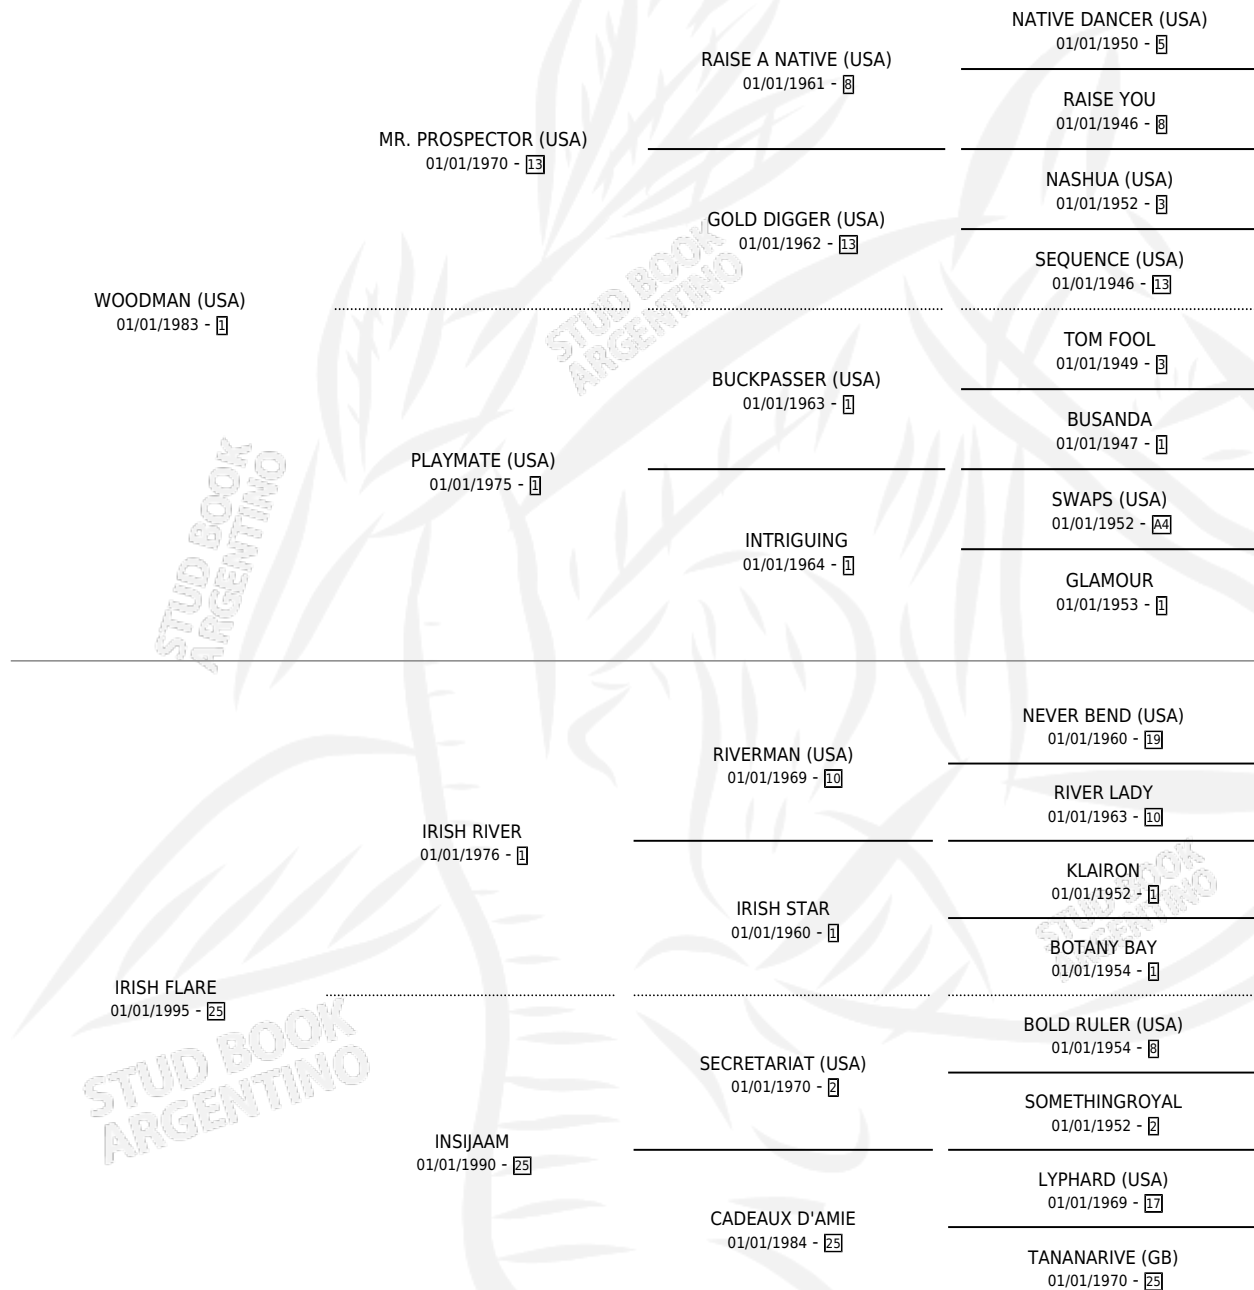 NATIVE DANCER (USA)
01/01/1950 - 5
RAISE A NATIVE (USA)
01/01/1961 - 8
RAISE YOU
01/01/1946 - 8
MR. PROSPECTOR (USA)
01/01/1970 - 13
NASHUA (USA)
01/01/1952 - 3
GOLD DIGGER (USA)
01/01/1962 - 13
SEQUENCE (USA)
01/01/1946 - 13
WOODMAN (USA)
01/01/1983 - 1
TOM FOOL
01/01/1949 - 3
BUCKPASSER (USA)
01/01/1963 - 1
BUSANDA
01/01/1947 - 1
PLAYMATE (USA)
01/01/1975 - 1
SWAPS (USA)
01/01/1952 - A4
INTRIGUING
01/01/1964 - 1
GLAMOUR
01/01/1953 - 1
NEVER BEND (USA)
01/01/1960 - 19
RIVERMAN (USA)
01/01/1969 - 10
RIVER LADY
01/01/1963 - 10
IRISH RIVER
01/01/1976 - 1
KLAIRON
01/01/1952 - 1
IRISH STAR
01/01/1960 - 1
BOTANY BAY
01/01/1954 - 1
IRISH FLARE
01/01/1995 - 25
BOLD RULER (USA)
01/01/1954 - 8
SECRETARIAT (USA)
01/01/1970 - 2
SOMETHINGROYAL
01/01/1952 - 2
INSIJAAM
01/01/1990 - 25
LYPHARD (USA)
01/01/1969 - 17
CADEAUX D'AMIE
01/01/1984 - 25
TANANARIVE (GB)
01/01/1970 - 25
STUD BOOK
ARGENTINO
STUD BOOK
ARGENTINO
STUD BOOK
ARGENTINO
STUD BOOK
ARGENTINO